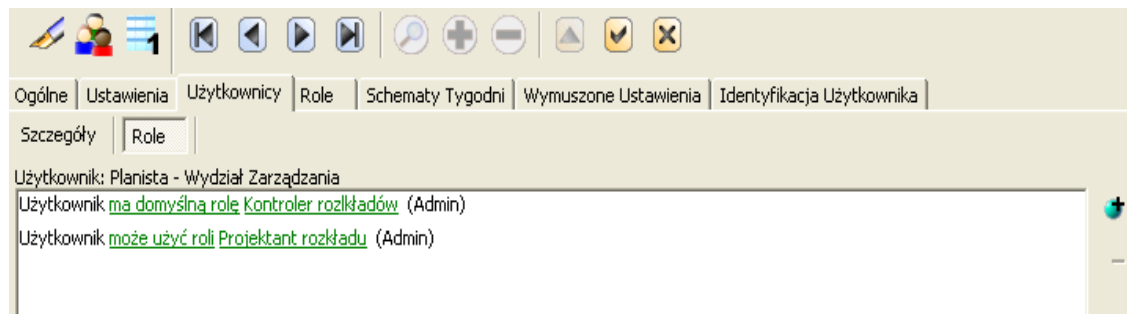 1
Ogólne Ustawienia Użytkownicy Role Schematy Tygodni Wymuszone Ustawienia Identyfikacja Użytkownika
Szczegóły Role
Użytkownik: Planista - Wydział Zarządzania
Użytkownik ma domyślną rolę Kontroler rozlkładów (Admin)
Użytkownik może użyć roli Projektant rozkładu (Admin)